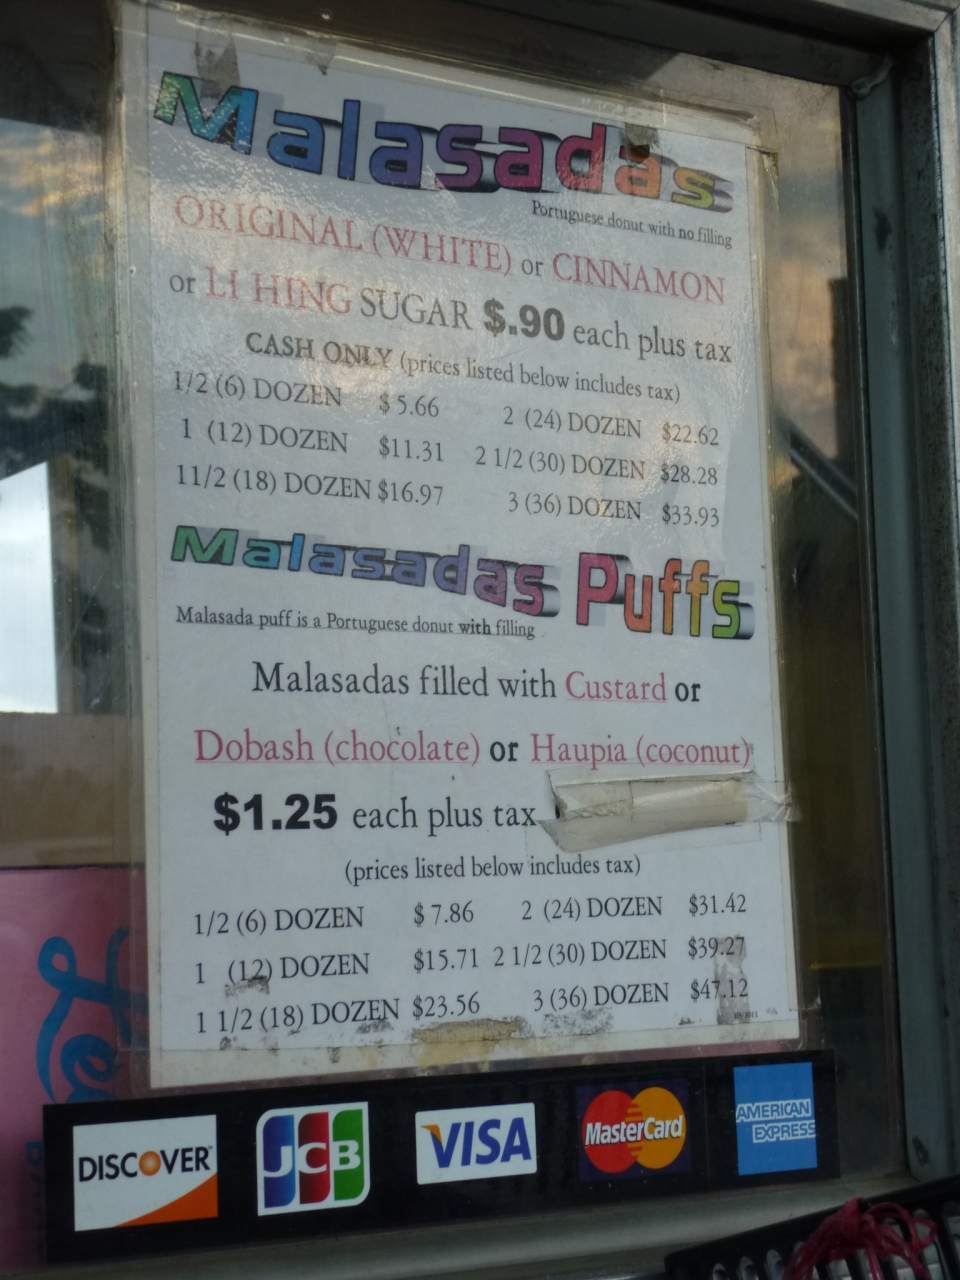 Malasadas
Portuguese donut with no filling
ORIGINAL (WHITE) or CINNAMON
or LI HING SUGAR $.90 each plus tax
CASH ONLY (prices listed below includes tax)
1/2 (6) DOZEN $ 5.66 2 (24) DOZEN $22.62
1 (12) DOZEN $11.31 2 1/2 (30) DOZEN $28.28
11/2 (18) DOZEN $16.97 3 (36) DOZEN $33.93
Malasadas Puffs
Malasada puff is a Portuguese donut with filling
Malasadas filled with Custard or
Dobash (chocolate) or Haupia (coconut)
$1.25 each plus tax
(prices listed below includes tax)
1/2 (6) DOZEN $ 7.86 2 (24) DOZEN $31.42
1 (12) DOZEN $15.71 2 1/2 (30) DOZEN $39.27
1 1/2 (18) DOZEN $23.56 3 (36) DOZEN $47.12
DISCOVER JCB VISA MasterCard AMERICAN EXPRESS